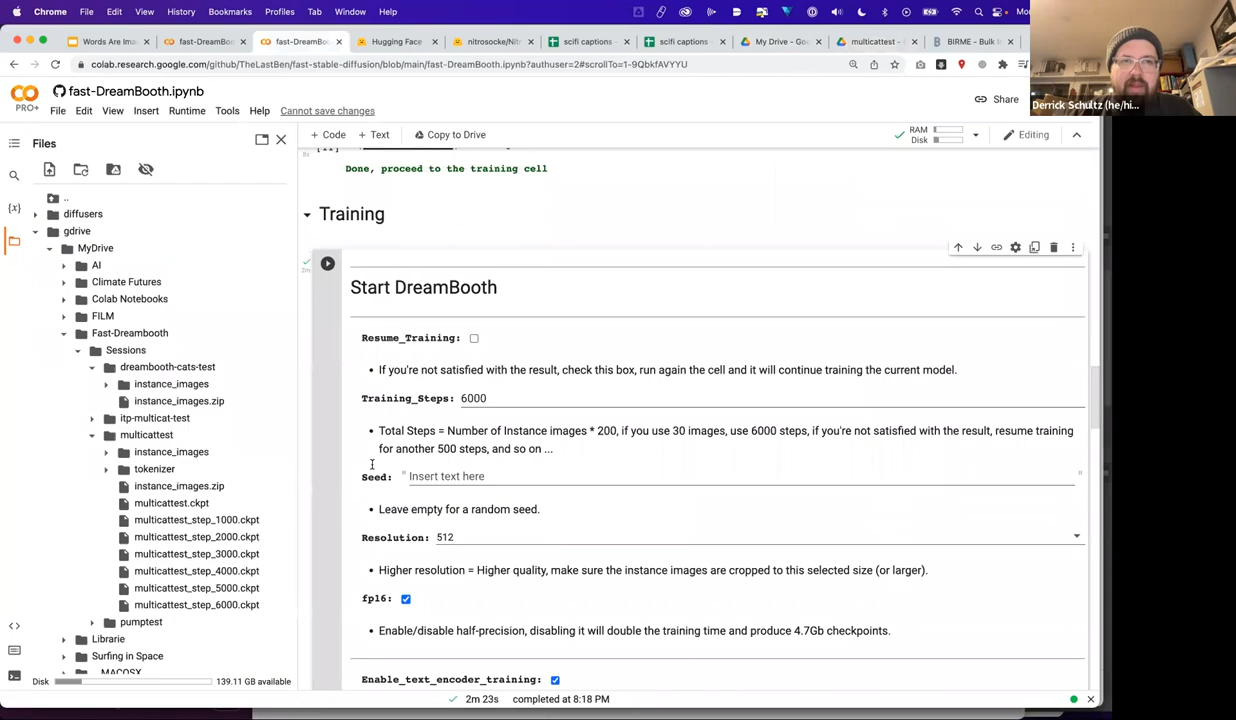 Chrome File Edit View History Bookmarks Profiles Tab Window Help
Words Are Ima
fast-DreamBoo
fast-DreamBoo
Hugging Face
nitrosocke/Nit
scifi captions -
scifi captions -
My Drive - Goo
multicattest -
BIRME - Bulk I
colab.research.google.com/github/TheLastBen/fast-stable-diffusion/blob/main/fast-DreamBooth.ipynb?authuser=2#scrollTo=1-9QbkfAVYYU
Derrick Schultz (he/hi...
CO
PRO+
fast-DreamBooth.ipynb
File Edit View Insert Runtime Tools Help Cannot save changes
Share
+ Code + Text Copy to Drive
RAM
Disk
Editing
Files
..
diffusers
gdrive
MyDrive
AI
Climate Futures
Colab Notebooks
FILM
Fast-Dreambooth
Sessions
dreambooth-cats-test
instance_images
instance_images.zip
itp-multicat-test
multicattest
instance_images
tokenizer
instance_images.zip
multicattest.ckpt
multicattest_step_1000.ckpt
multicattest_step_2000.ckpt
multicattest_step_3000.ckpt
multicattest_step_4000.ckpt
multicattest_step_5000.ckpt
multicattest_step_6000.ckpt
pumptest
Librarie
Surfing in Space
Disk 139.11 GB available
Done, proceed to the training cell
Training
2m
Start DreamBooth
Resume_Training:
If you're not satisfied with the result, check this box, run again the cell and it will continue training the current model.
Training_Steps: 6000
Total Steps = Number of Instance images * 200, if you use 30 images, use 6000 steps, if you're not satisfied with the result, resume training
for another 500 steps, and so on ...
Seed: " Insert text here "
Leave empty for a random seed.
Resolution: 512
Higher resolution = Higher quality, make sure the instance images are cropped to this selected size (or larger).
fp16:
Enable/disable half-precision, disabling it will double the training time and produce 4.7Gb checkpoints.
Enable_text_encoder_training:
2m 23s completed at 8:18 PM